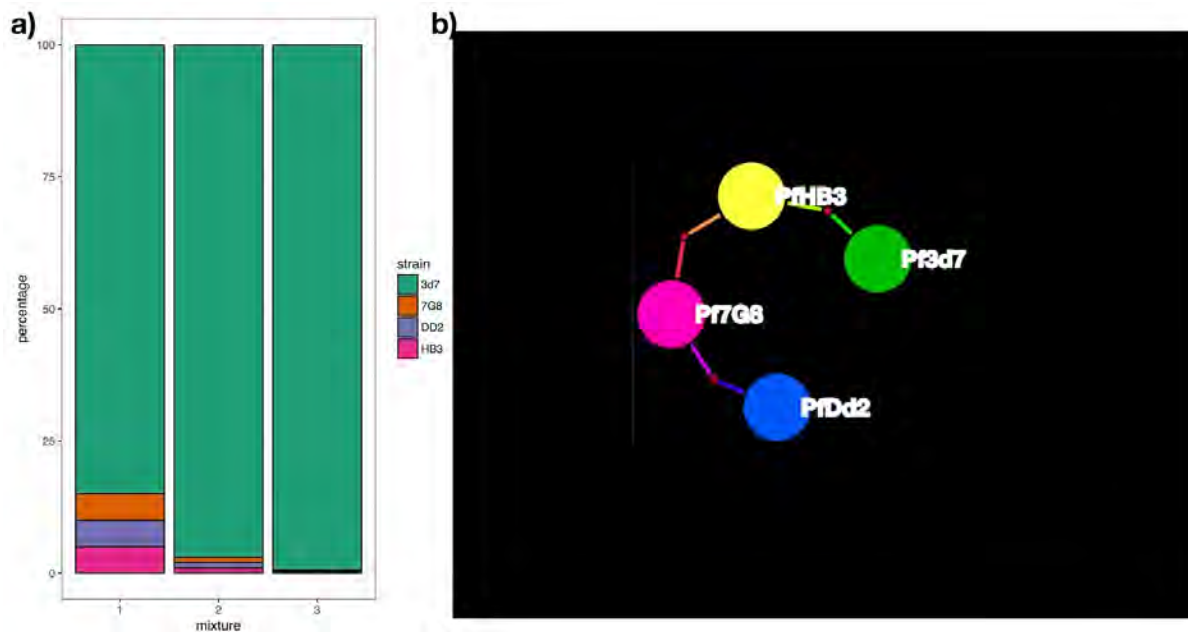 a)
100
75
50
25
0
percentage
1
2
3
mixture
strain
3d7
7G8
DD2
HB3
b)
PfHB3
Pf3d7
Pf7G8
PfDd2